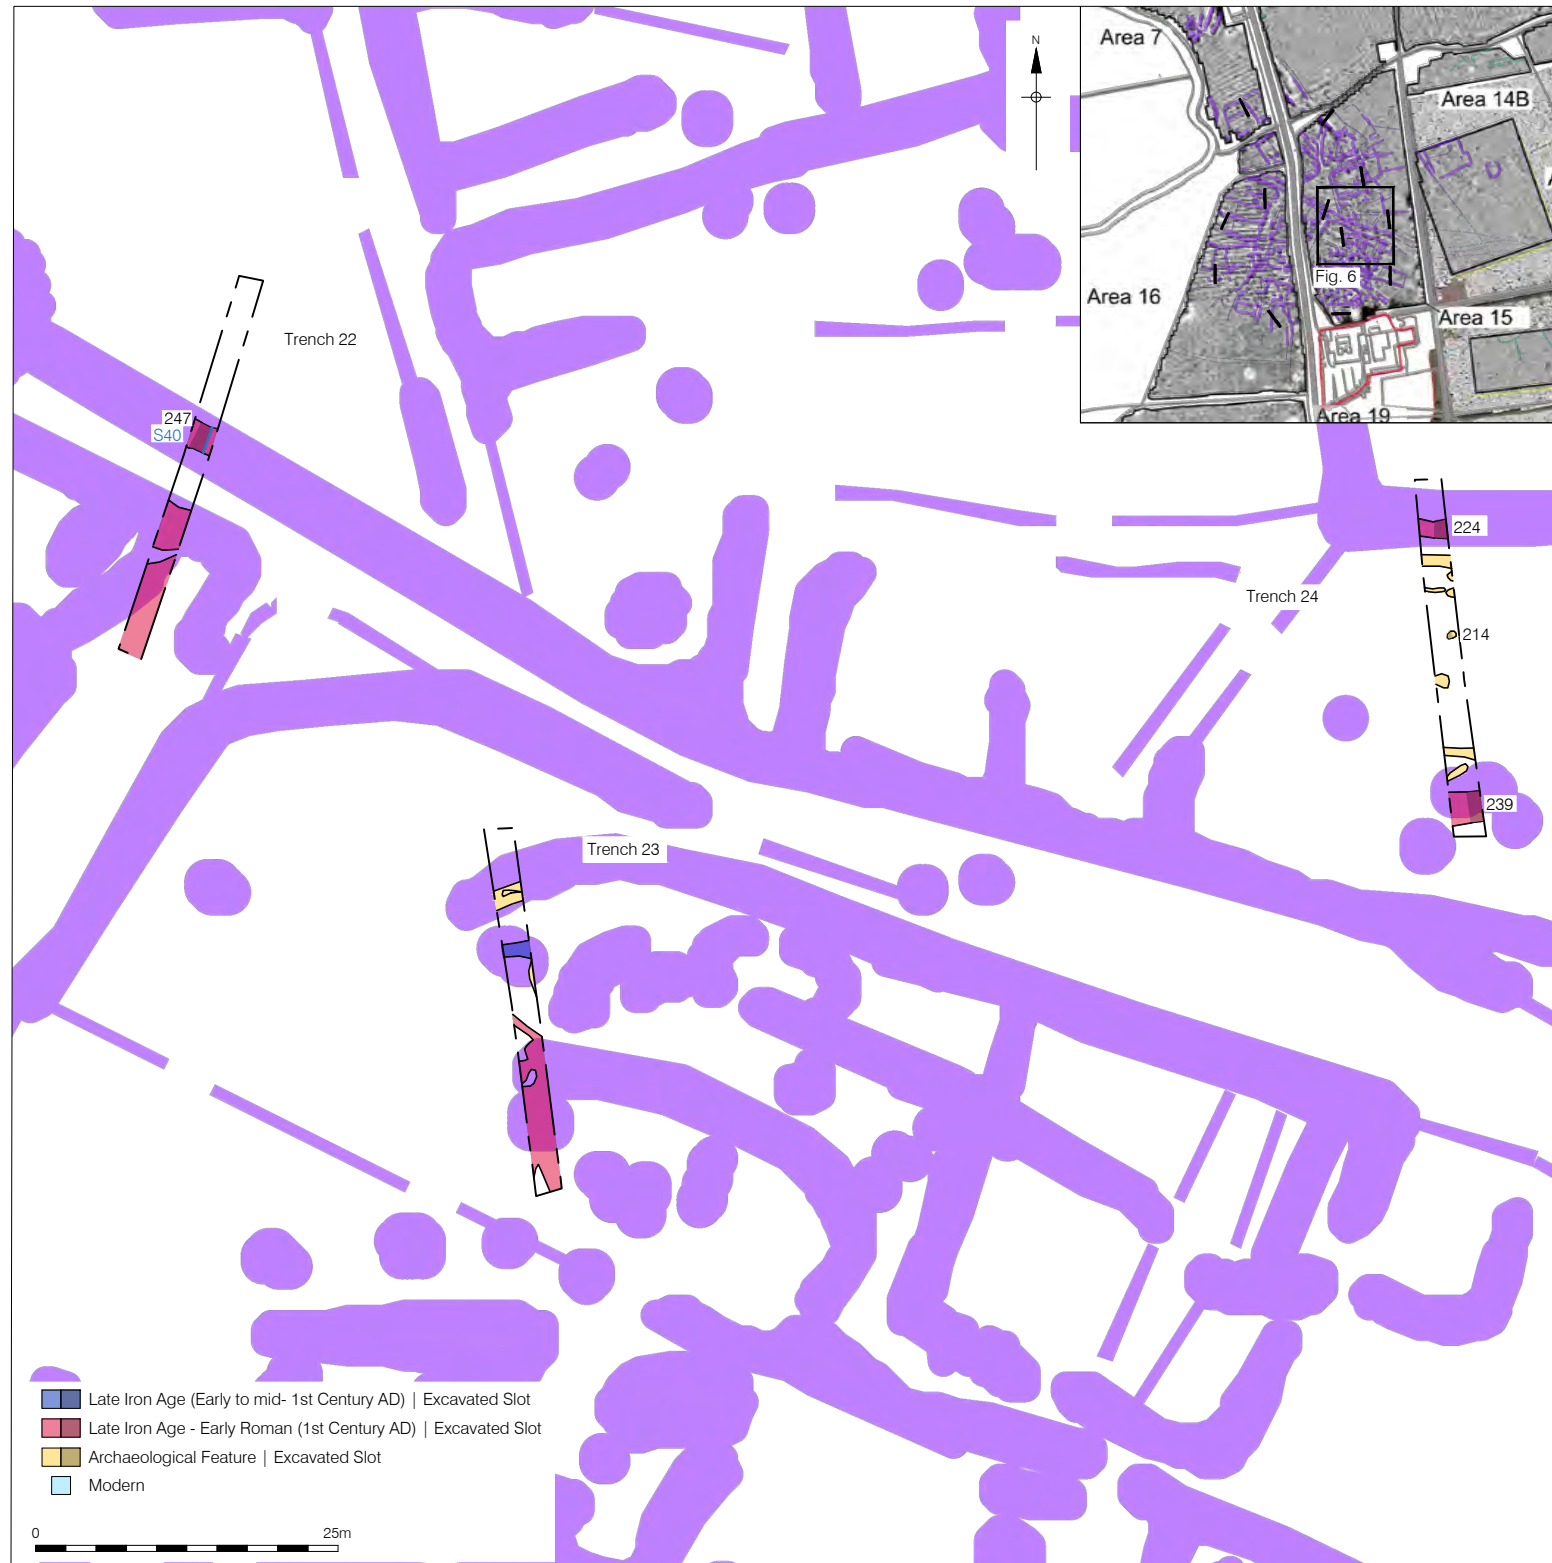 N
Area 7
Area 14B
Area 16
Fig. 6
Area 15
Area 19
Trench 22
247
S40
224
Trench 24
214
239
Trench 23
Late Iron Age (Early to mid- 1st Century AD) | Excavated Slot
Late Iron Age - Early Roman (1st Century AD) | Excavated Slot
Archaeological Feature | Excavated Slot
Modern
0 25m